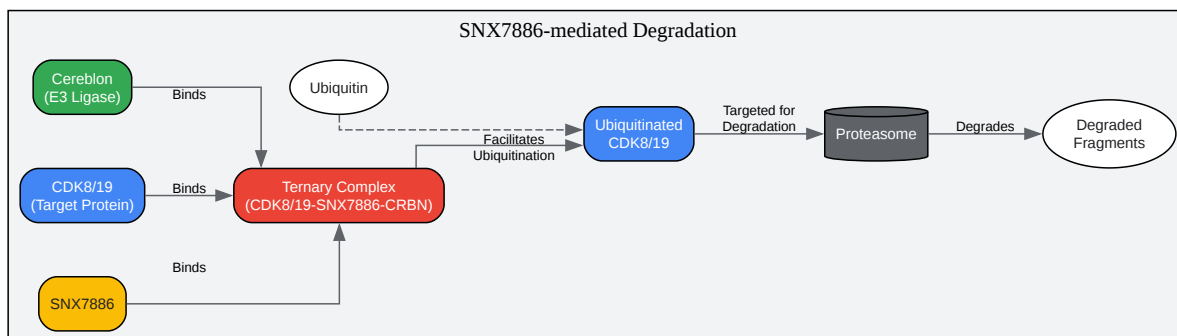 SNX7886-mediated Degradation
Cereblon
(E3 Ligase)
Binds
Ubiquitin
Ubiquitinated
CDK8/19
Targeted for
Degradation
Proteasome
Degrades
Degraded
Fragments
Facilitates
Ubiquitination
CDK8/19
(Target Protein)
Binds
Ternary Complex
(CDK8/19-SNX7886-CRBN)
Binds
SNX7886